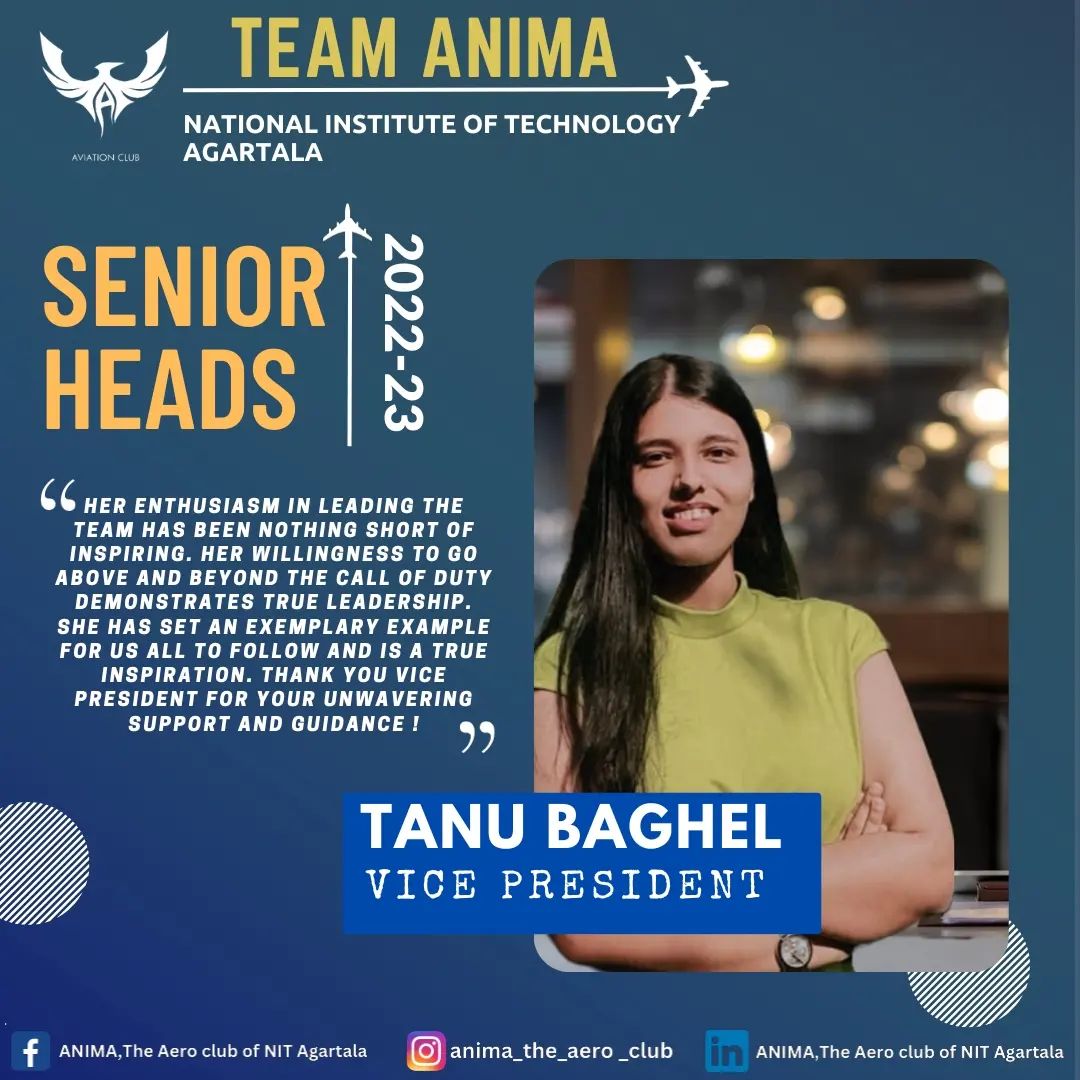 TEAM ANIMA
NATIONAL INSTITUTE OF TECHNOLOGY
AGARTALA
A
AVIATION CLUB
SENIOR
HEADS
2022-23
“ HER ENTHUSIASM IN LEADING THE
TEAM HAS BEEN NOTHING SHORT OF
INSPIRING. HER WILLINGNESS TO GO
ABOVE AND BEYOND THE CALL OF DUTY
DEMONSTRATES TRUE LEADERSHIP.
SHE HAS SET AN EXEMPLARY EXAMPLE
FOR US ALL TO FOLLOW AND IS A TRUE
INSPIRATION. THANK YOU VICE
PRESIDENT FOR YOUR UNWAVERING
SUPPORT AND GUIDANCE !
”
TANU BAGHEL
VICE PRESIDENT
f ANIMA,The Aero club of NIT Agartala
anima_the_aero _club
in ANIMA,The Aero club of NIT Agartala